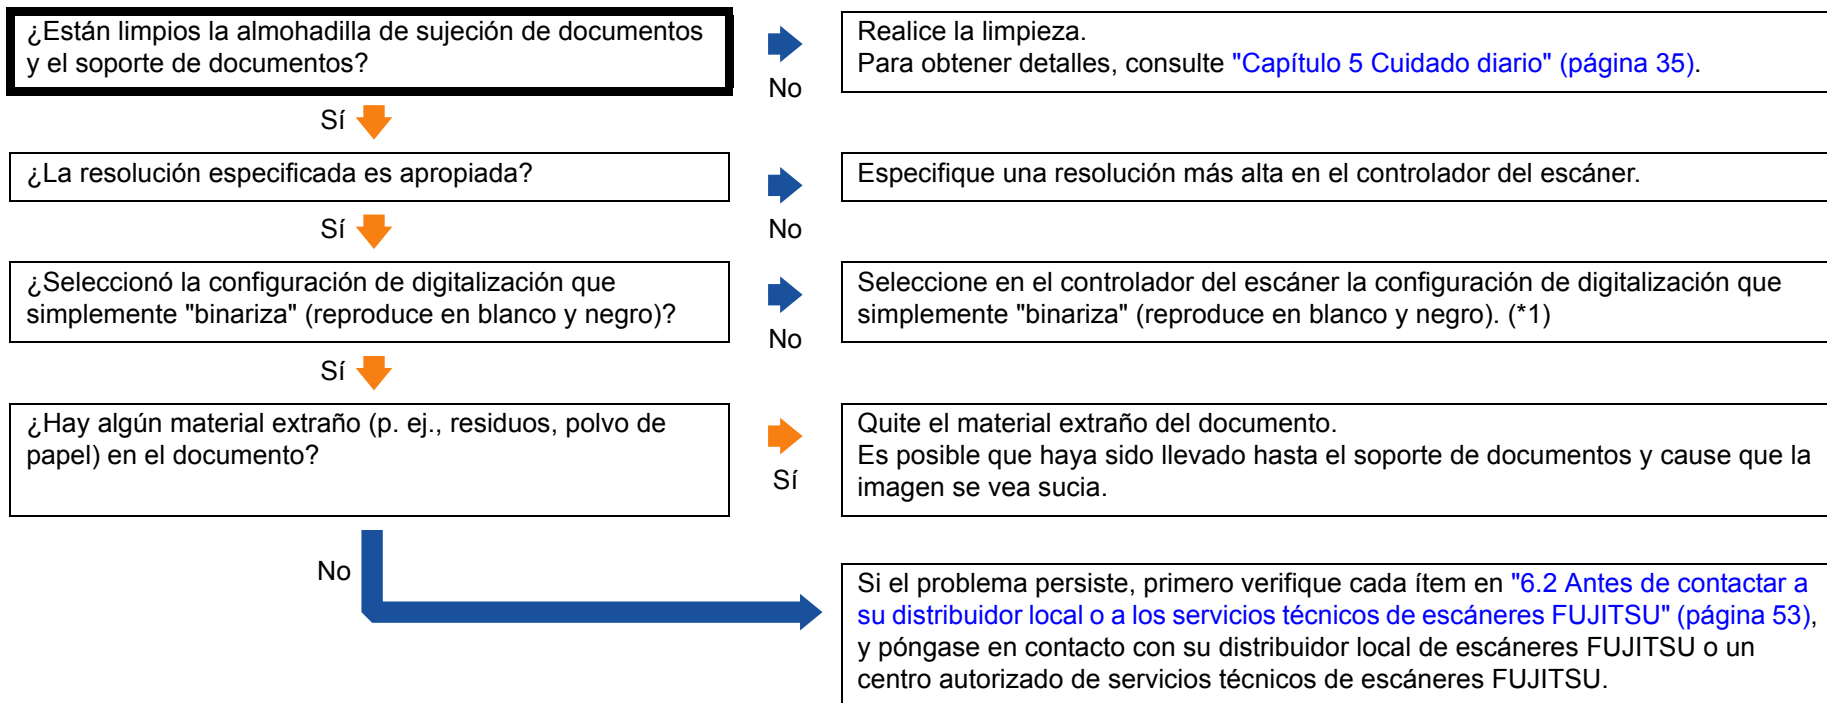 ¿Están limpios la almohadilla de sujeción de documentos
y el soporte de documentos?
No
Realice la limpieza.
Para obtener detalles, consulte "Capítulo 5 Cuidado diario" (página 35).
Sí
¿La resolución especificada es apropiada?
No
Especifique una resolución más alta en el controlador del escáner.
Sí
¿Seleccionó la configuración de digitalización que
simplemente "binariza" (reproduce en blanco y negro)?
No
Seleccione en el controlador del escáner la configuración de digitalización que
simplemente "binariza" (reproduce en blanco y negro). (*1)
Sí
¿Hay algún material extraño (p. ej., residuos, polvo de
papel) en el documento?
Sí
Quite el material extraño del documento.
Es posible que haya sido llevado hasta el soporte de documentos y cause que la
imagen se vea sucia.
No
Si el problema persiste, primero verifique cada ítem en "6.2 Antes de contactar a
su distribuidor local o a los servicios técnicos de escáneres FUJITSU" (página 53),
y póngase en contacto con su distribuidor local de escáneres FUJITSU o un
centro autorizado de servicios técnicos de escáneres FUJITSU.